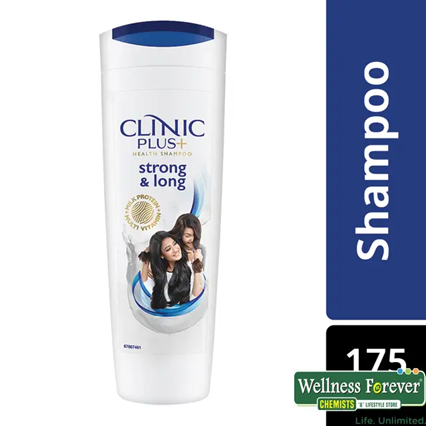 CLINIC
PLUS+
HEALTH SHAMPOO
strong
& long
MILK PROTEIN + MULTI VITAMIN +
67807461
Shampoo
175
Wellness Forever
CHEMISTS 'N' LIFESTYLE STORE
Life. Unlimited.